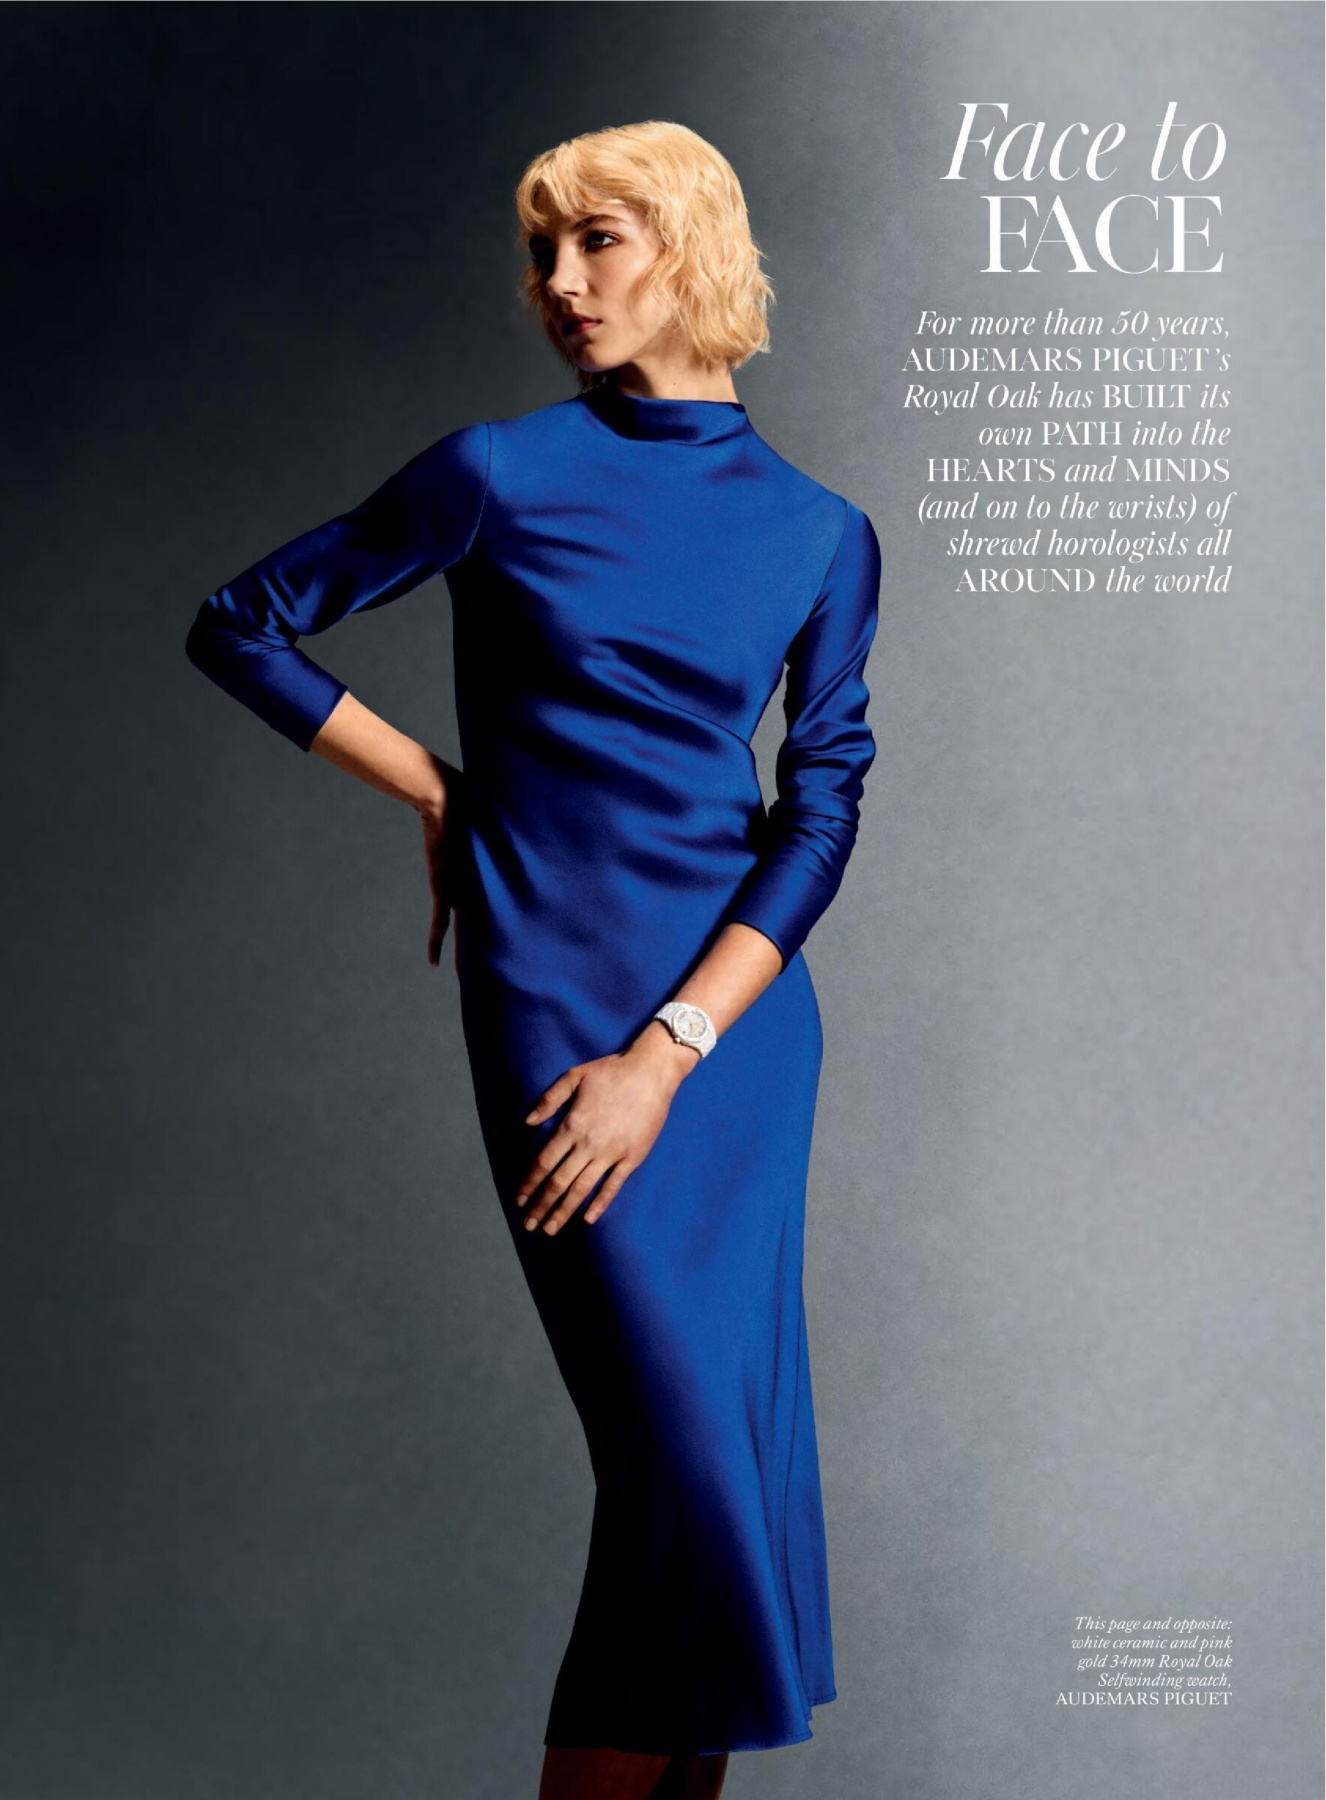 Face to
FACE
For more than 50 years,
AUDEMARS PIGUET's
Royal Oak has BUILT its
own PATH into the
HEARTS and MINDS
(and on to the wrists) of
shrewd horologists all
AROUND the world
This page and opposite:
white ceramic and pink
gold 34mm Royal Oak
Selfwinding watch,
AUDEMARS PIGUET